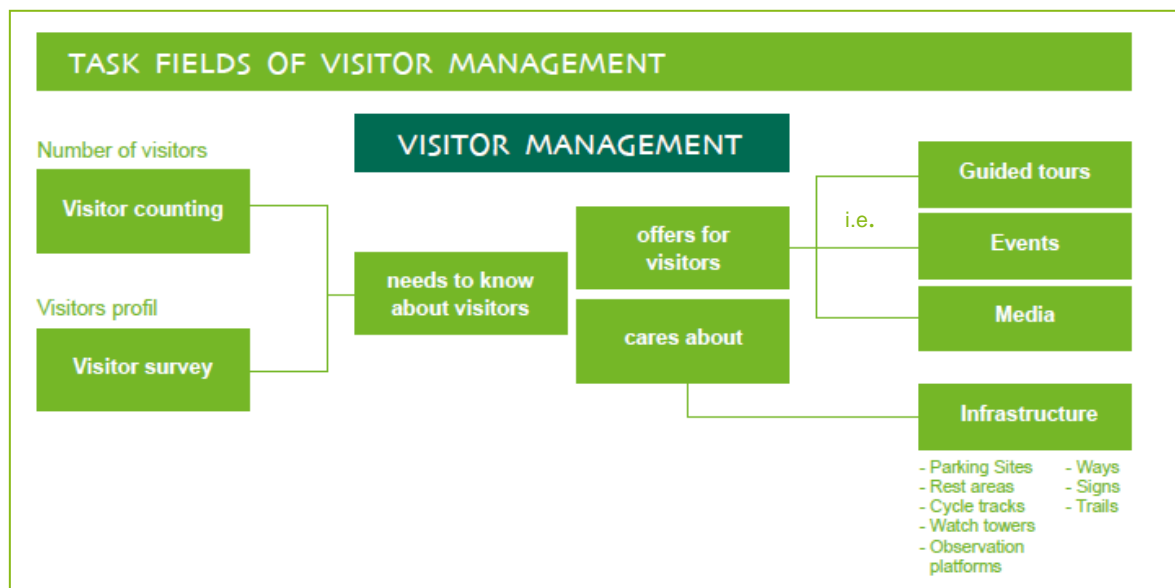 TASK FIELDS OF VISITOR MANAGEMENT
VISITOR MANAGEMENT
Number of visitors
Visitor counting
Visitors profil
Visitor survey
needs to know
about visitors
offers for
visitors
cares about
i.e.
Guided tours
Events
Media
Infrastructure
- Parking Sites
- Rest areas
- Cycle tracks
- Watch towers
- Observation
platforms
- Ways
- Signs
- Trails